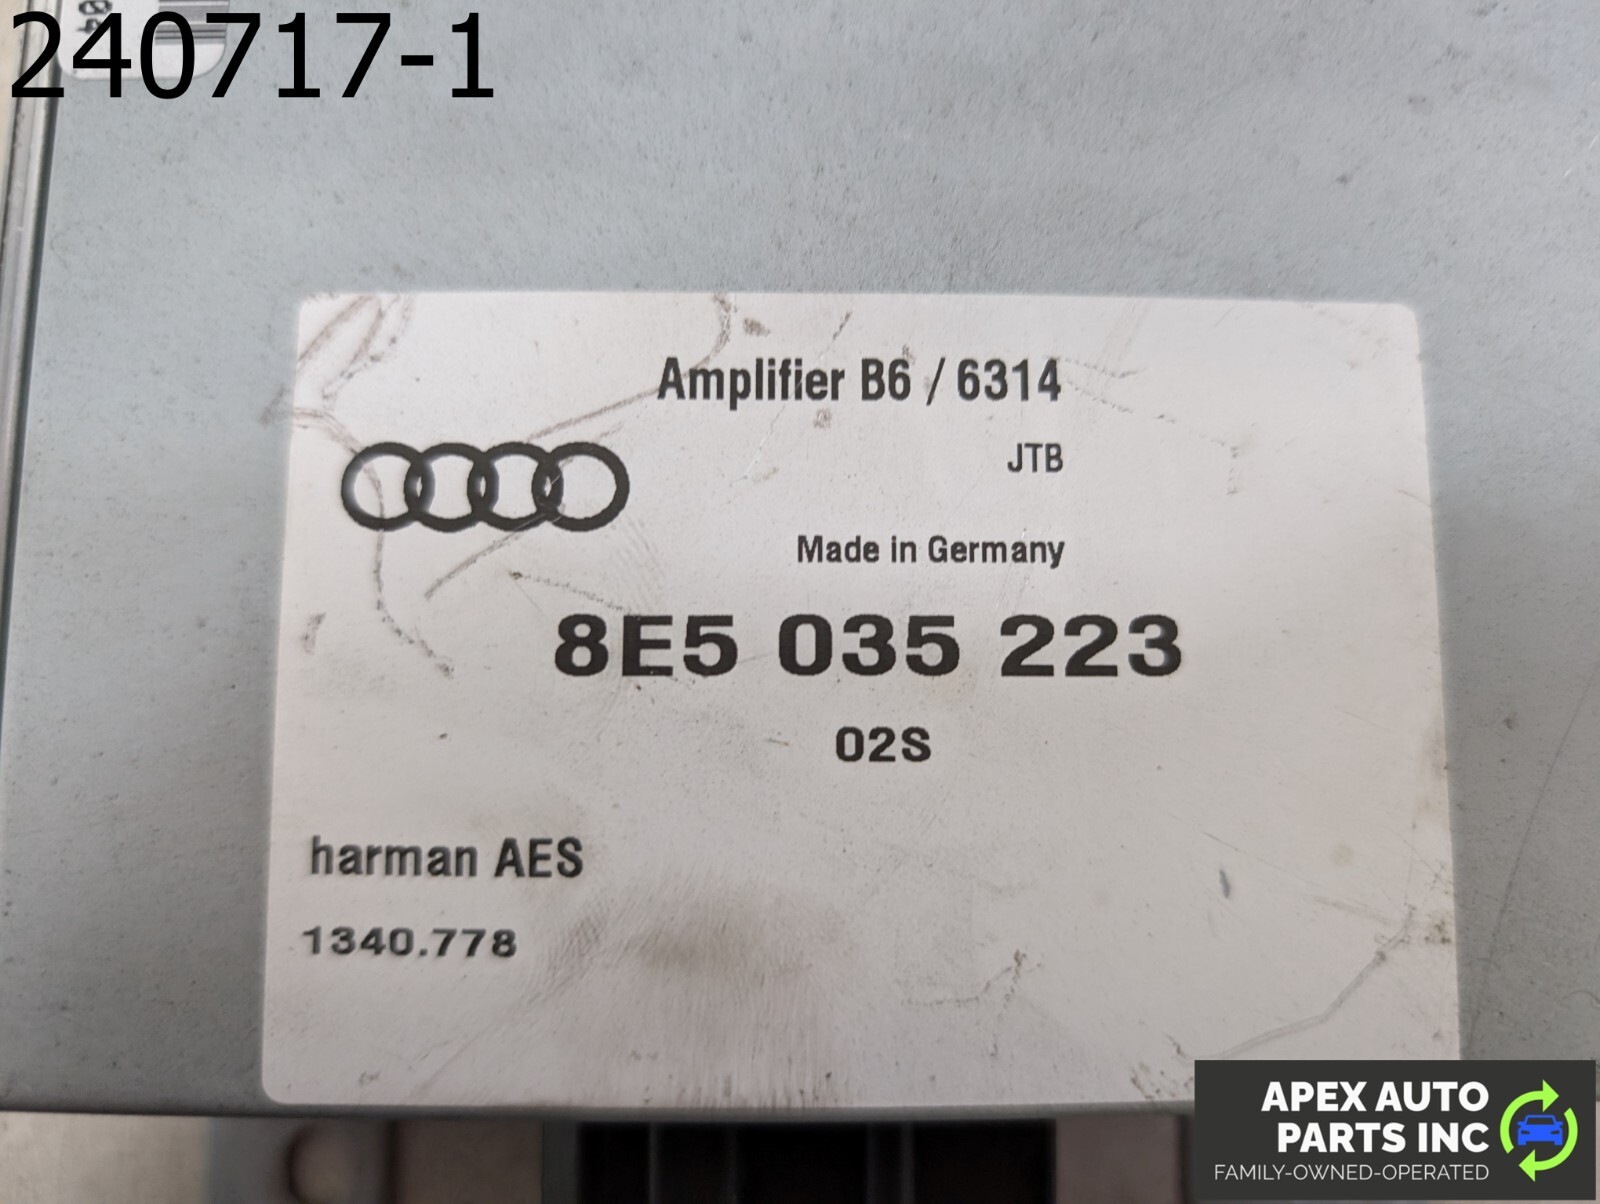 240717-1
Amplifier B6 / 6314
JTB
Made in Germany
8E5 035 223
02S
harman AES
1340.778
APEX AUTO
PARTS INC
FAMILY-OWNED-OPERATED